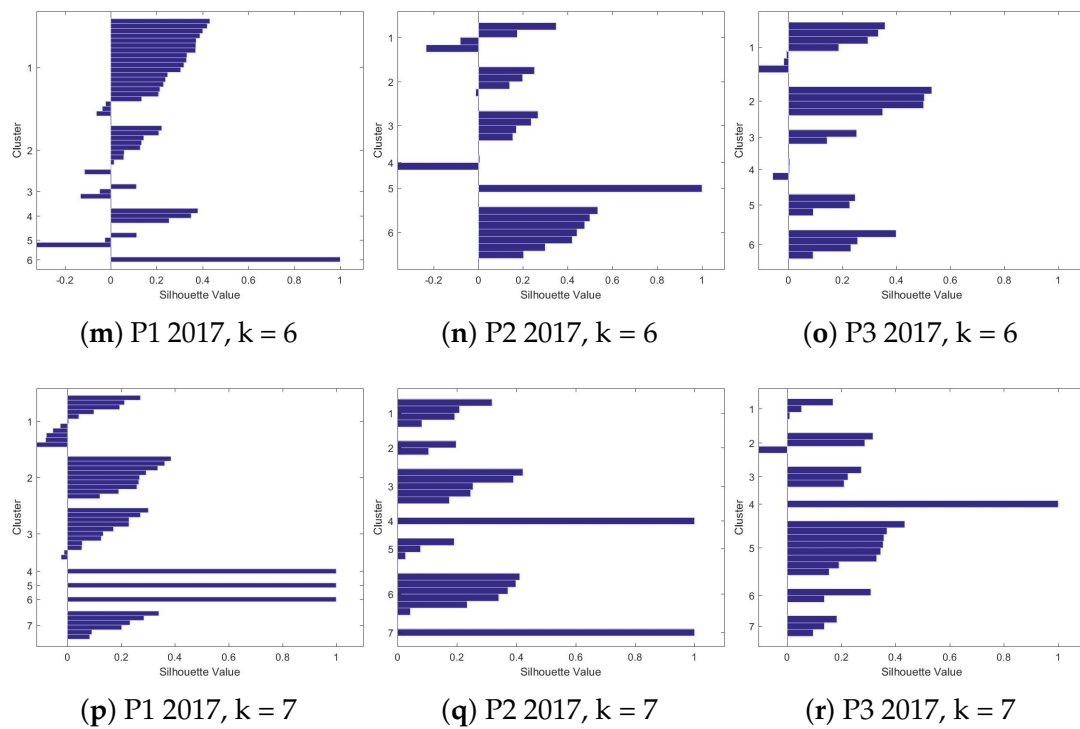 Cluster
1
2
3
4
5
6
-0.2 0 0.2 0.4 0.6 0.8 1
Silhouette Value
(m) P1 2017, k = 6
Cluster
1
2
3
4
5
6
-0.2 0 0.2 0.4 0.6 0.8 1
Silhouette Value
(n) P2 2017, k = 6
Cluster
1
2
3
4
5
6
0 0.2 0.4 0.6 0.8 1
Silhouette Value
(o) P3 2017, k = 6
Cluster
1
2
3
4
5
6
7
0 0.2 0.4 0.6 0.8 1
Silhouette Value
(p) P1 2017, k = 7
Cluster
1
2
3
4
5
6
7
0 0.2 0.4 0.6 0.8 1
Silhouette Value
(q) P2 2017, k = 7
Cluster
1
2
3
4
5
6
7
0 0.2 0.4 0.6 0.8 1
Silhouette Value
(r) P3 2017, k = 7